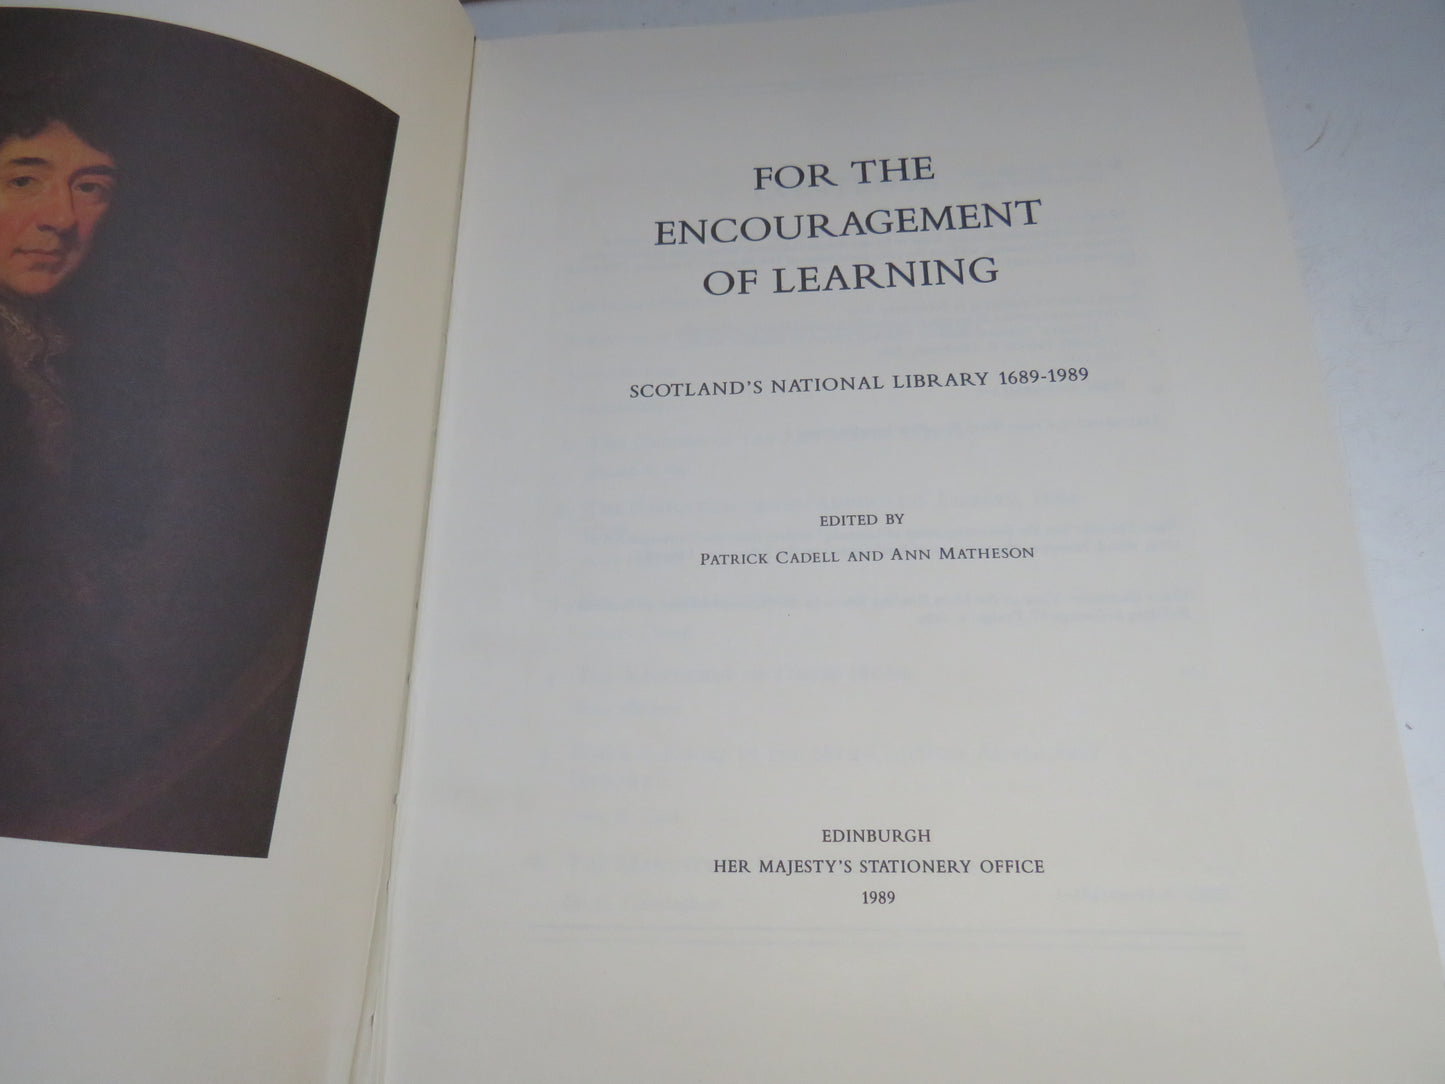 FOR THE
ENCOURAGEMENT
OF LEARNING
SCOTLAND'S NATIONAL LIBRARY 1689-1989
EDITED BY
PATRICK CADELL AND ANN MATHESON
EDINBURGH
HER MAJESTY'S STATIONERY OFFICE
1989